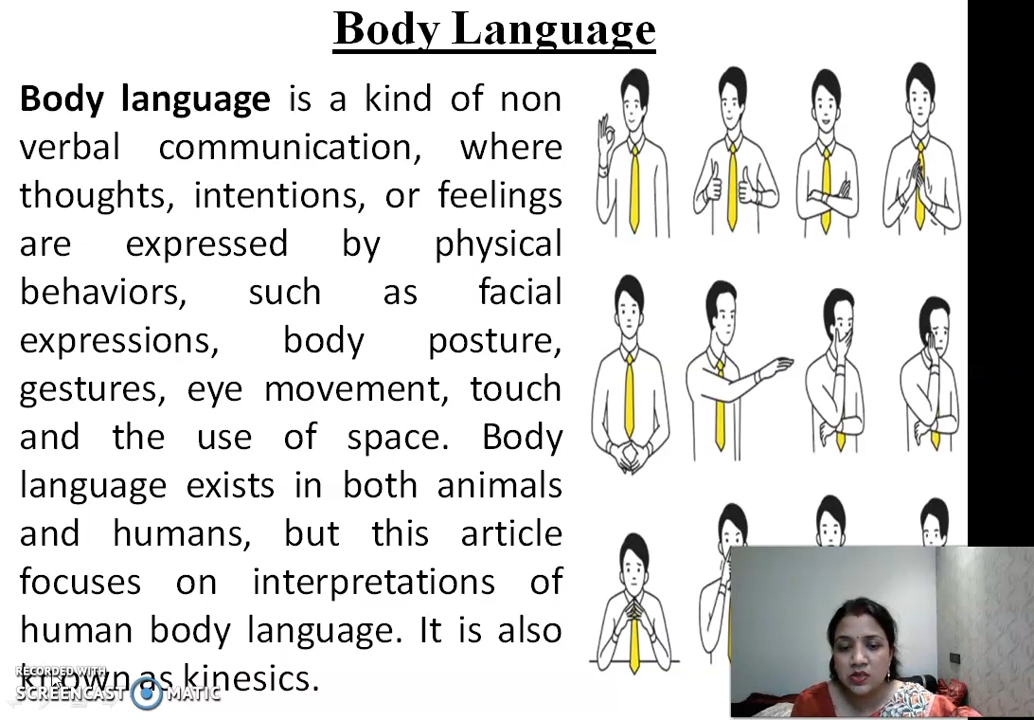 Body Language
Body language is a kind of non
verbal communication, where
thoughts, intentions, or feelings
are expressed by physical
behaviors, such as facial
expressions, body posture,
gestures, eye movement, touch
and the use of space. Body
language exists in both animals
and humans, but this article
focuses on interpretations of
human body language. It is also
known as kinesics.
RECORDED WITH
SCREENCAST MATIC